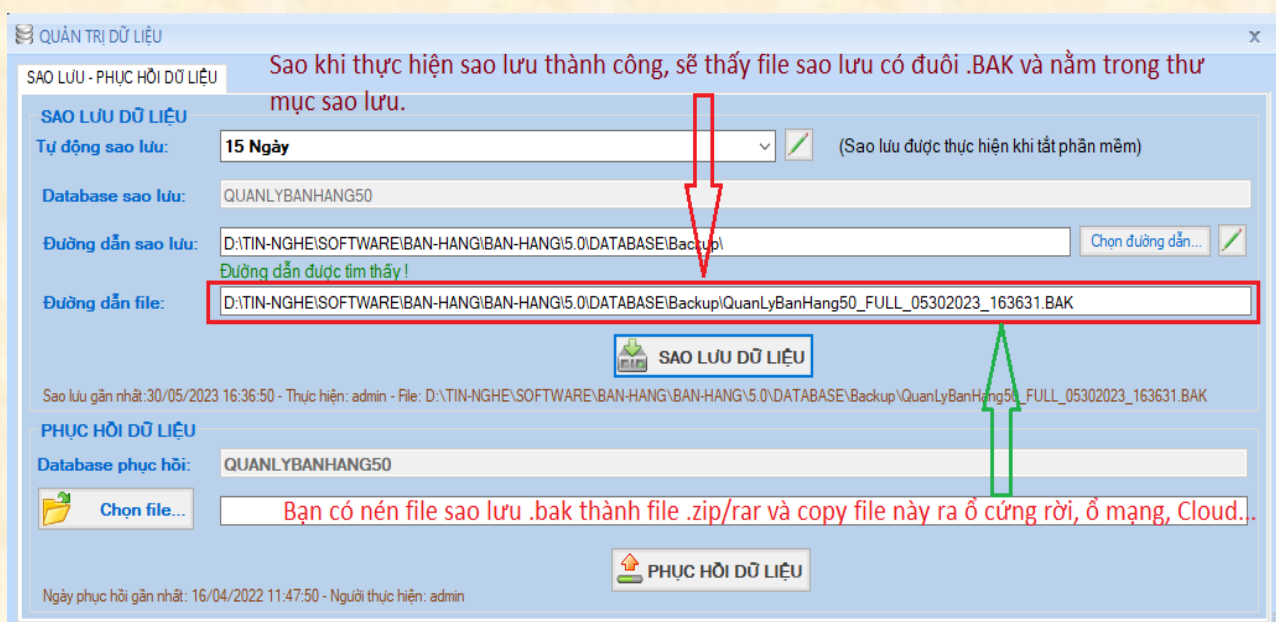 QUẢN TRỊ DỮ LIỆU
x
SAO LƯU - PHỤC HỒI DỮ LIỆU
Sao khi thực hiện sao lưu thành công, sẽ thấy file sao lưu có đuôi .BAK và nằm trong thư
mục sao lưu.
SAO LƯU DỮ LIỆU
Tự động sao lưu:
15 Ngày
(Sao lưu được thực hiện khi tắt phần mềm)
Database sao lưu:
QUANLYBANHANG50
Đường dẫn sao lưu:
D:\TIN-NGHE\SOFTWARE\BAN-HANG\BAN-HANG\5.0\DATABASE\Backup\
Chọn đường dẫn...
Đường dẫn được tìm thấy !
Đường dẫn file:
D:\TIN-NGHE\SOFTWARE\BAN-HANG\BAN-HANG\5.0\DATABASE\Backup\QuanLyBanHang50_FULL_05302023_163631.BAK
SAO LƯU DỮ LIỆU
Sao lưu gần nhất:30/05/2023 16:36:50 - Thực hiện: admin - File: D:\TIN-NGHE\SOFTWARE\BAN-HANG\BAN-HANG\5.0\DATABASE\Backup\QuanLyBanHang50_FULL_05302023_163631.BAK
PHỤC HỒI DỮ LIỆU
Database phục hồi:
QUANLYBANHANG50
Chọn file...
Bạn có nén file sao lưu .bak thành file .zip/rar và copy file này ra ổ cứng rời, ổ mạng, Cloud...
PHỤC HỒI DỮ LIỆU
Ngày phục hồi gần nhất: 16/04/2022 11:47:50 - Người thực hiện: admin